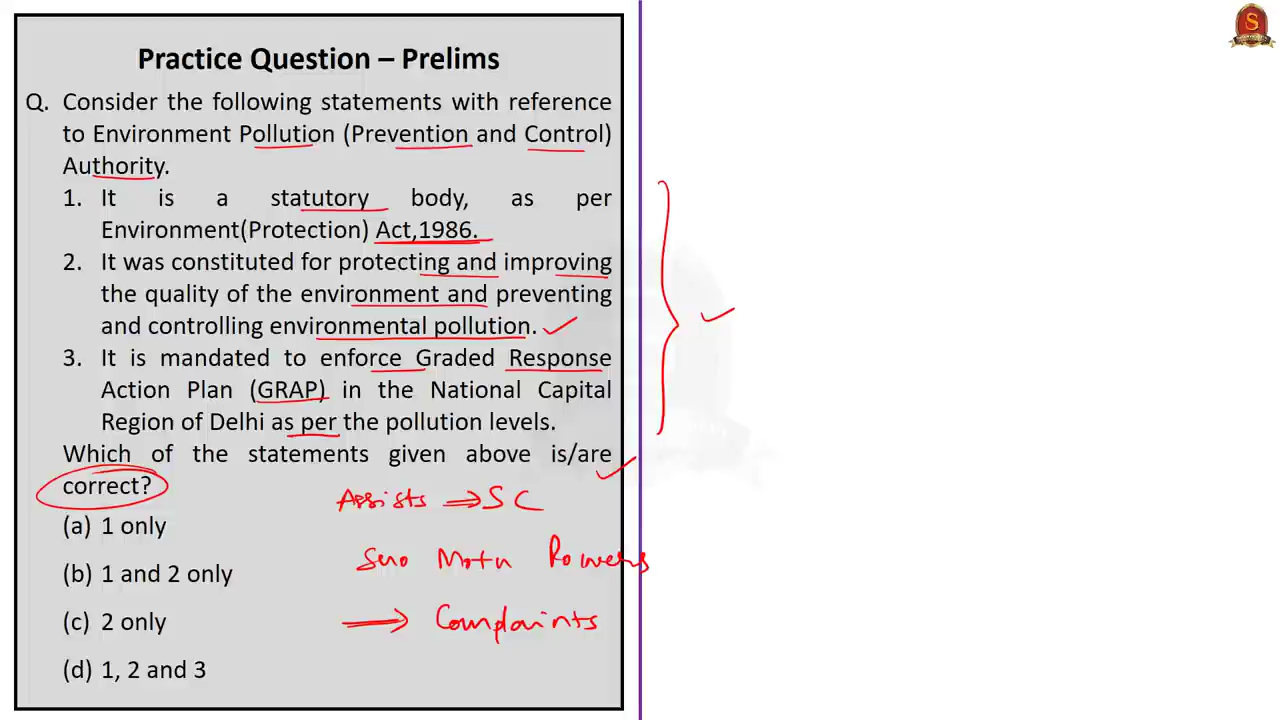 Practice Question – Prelims
Q. Consider the following statements with reference
to Environment Pollution (Prevention and Control)
Authority.
1. It is a statutory body, as per
Environment(Protection) Act,1986.
2. It was constituted for protecting and improving
the quality of the environment and preventing
and controlling environmental pollution.
3. It is mandated to enforce Graded Response
Action Plan (GRAP) in the National Capital
Region of Delhi as per the pollution levels.
Which of the statements given above is/are
correct?
Assists ⇒ SC
(a) 1 only
Suo Motu Powers
(b) 1 and 2 only
(c) 2 only
⟶ Complaints
(d) 1, 2 and 3
S